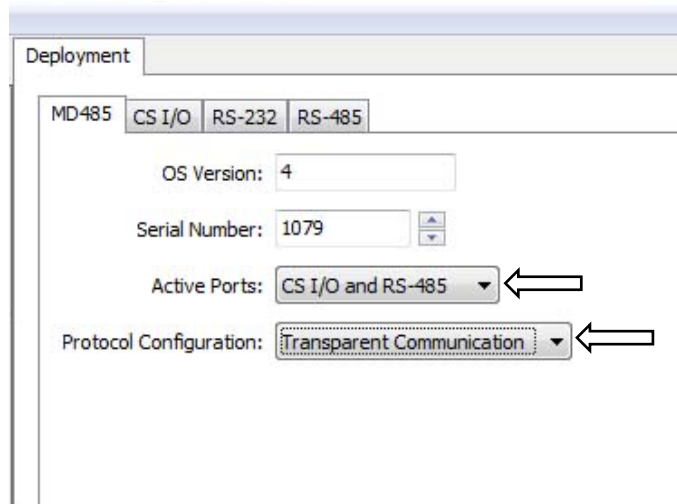 Deployment
MD485 CS I/O RS-232 RS-485
OS Version: 4
Serial Number: 1079
Active Ports: CS I/O and RS-485
Protocol Configuration: Transparent Communication